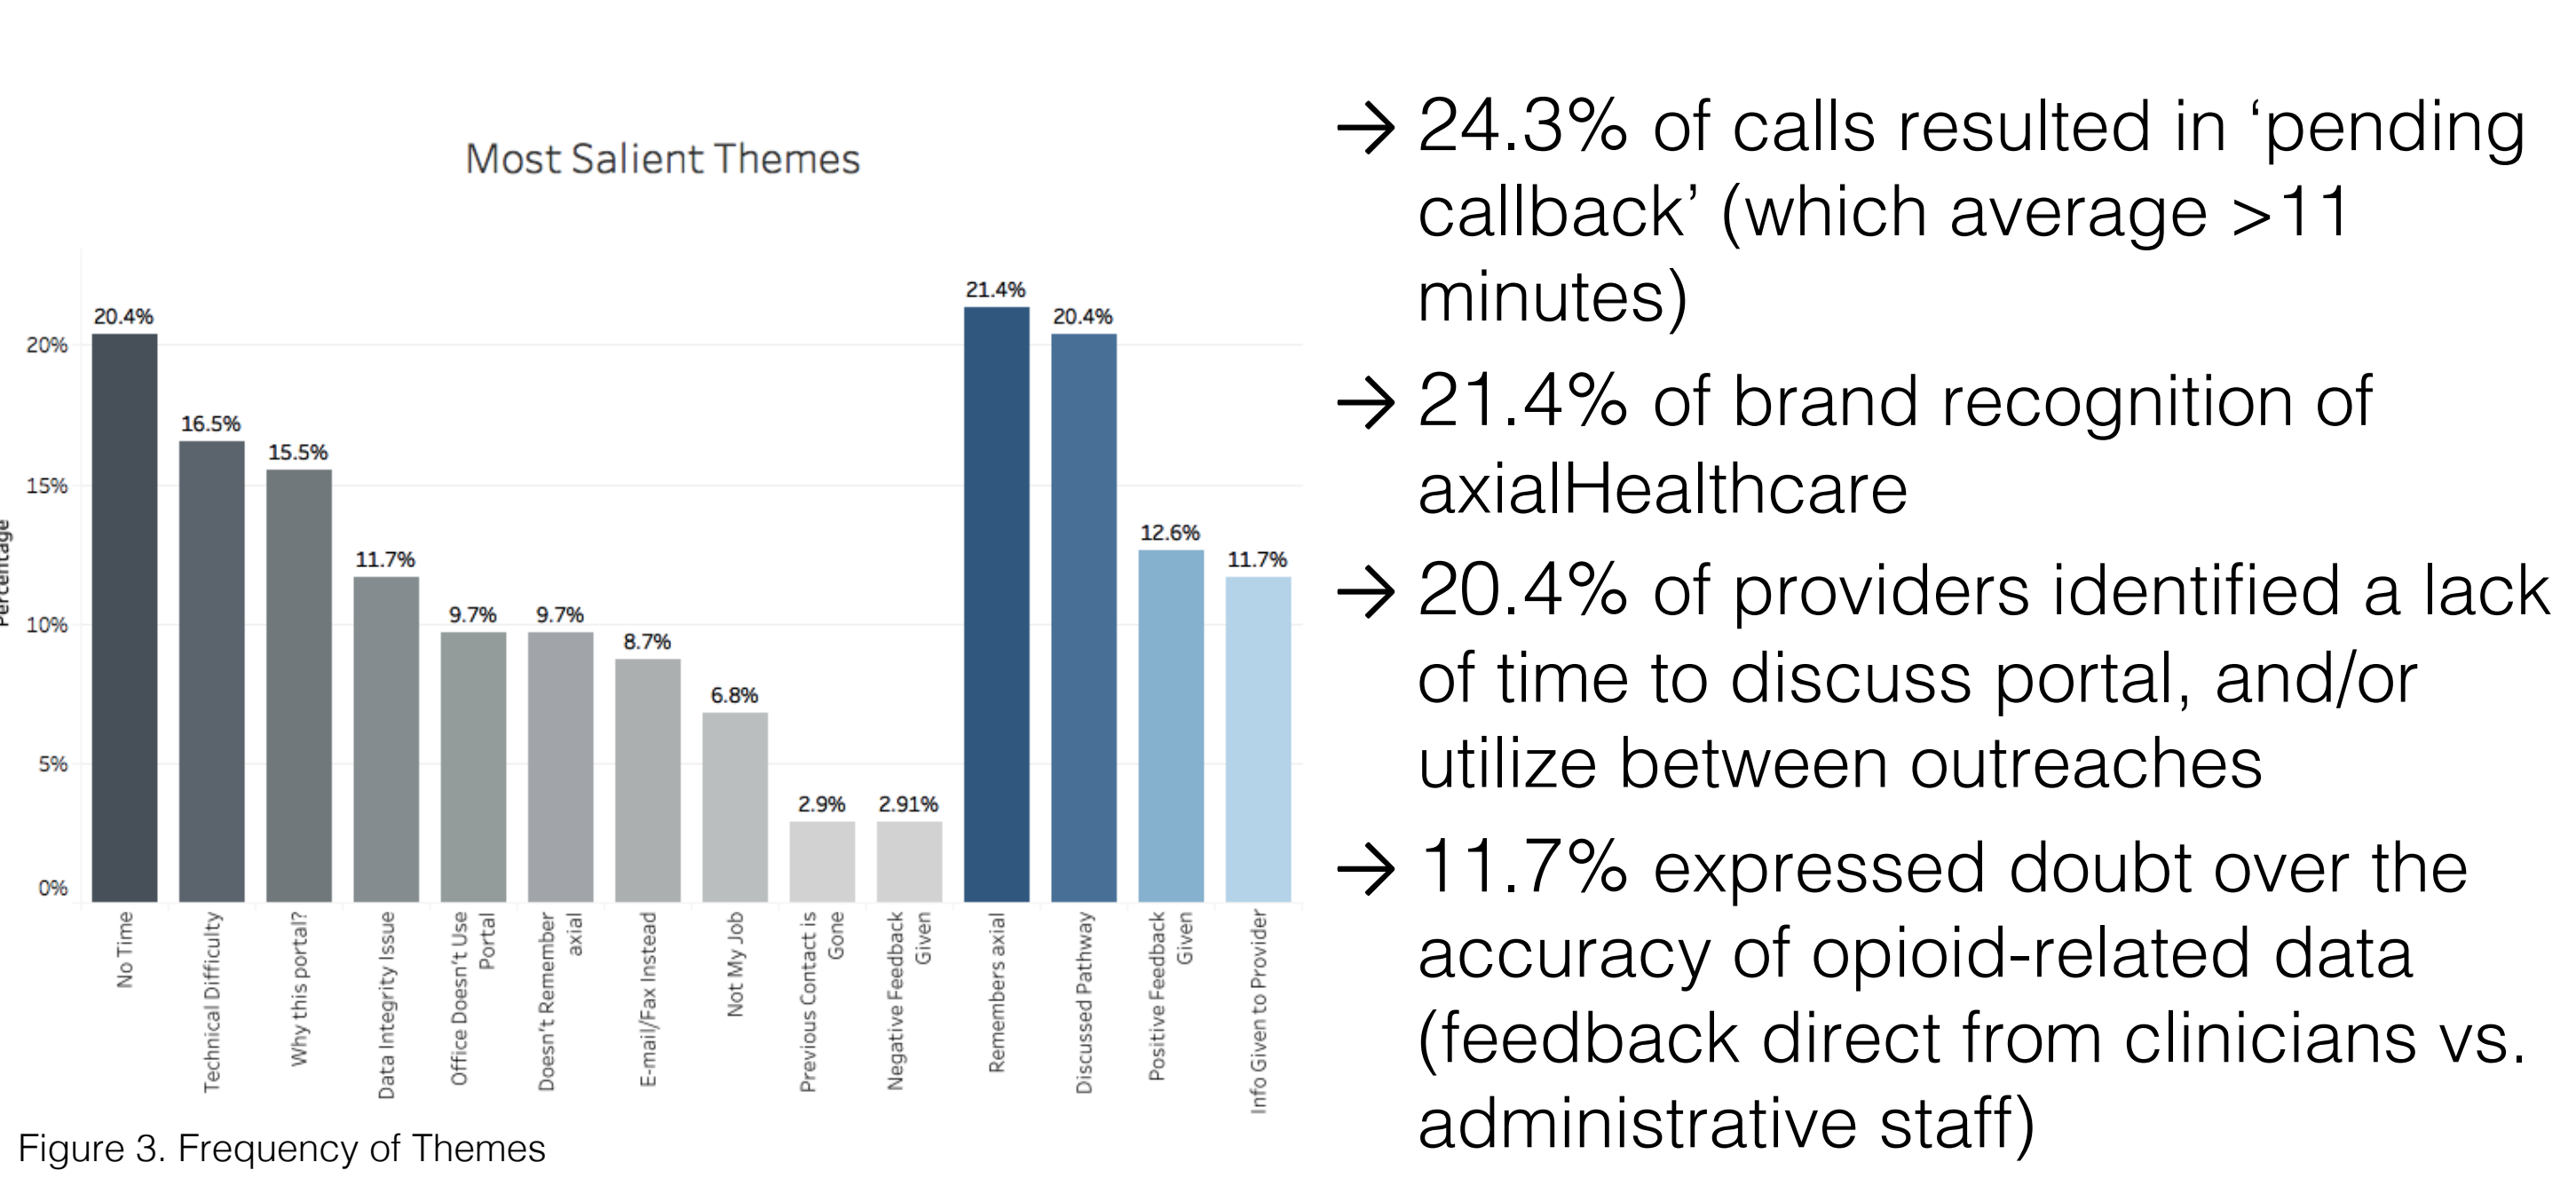 Most Salient Themes
Percentage
20%
15%
10%
5%
0%
20.4%
16.5%
15.5%
11.7%
9.7%
9.7%
8.7%
6.8%
2.9%
2.91%
21.4%
20.4%
12.6%
11.7%
No Time
Technical Difficulty
Why this portal?
Data Integrity Issue
Office Doesn't Use
Portal
Doesn't Remember
axial
E-mail/Fax Instead
Not My Job
Previous Contact is
Gone
Negative Feedback
Given
Remembers axial
Discussed Pathway
Positive Feedback
Given
Info Given to Provider
Figure 3. Frequency of Themes
→ 24.3% of calls resulted in ‘pending
callback’ (which average >11
minutes)
→ 21.4% of brand recognition of
axialHealthcare
→ 20.4% of providers identified a lack
of time to discuss portal, and/or
utilize between outreaches
→ 11.7% expressed doubt over the
accuracy of opioid-related data
(feedback direct from clinicians vs.
administrative staff)